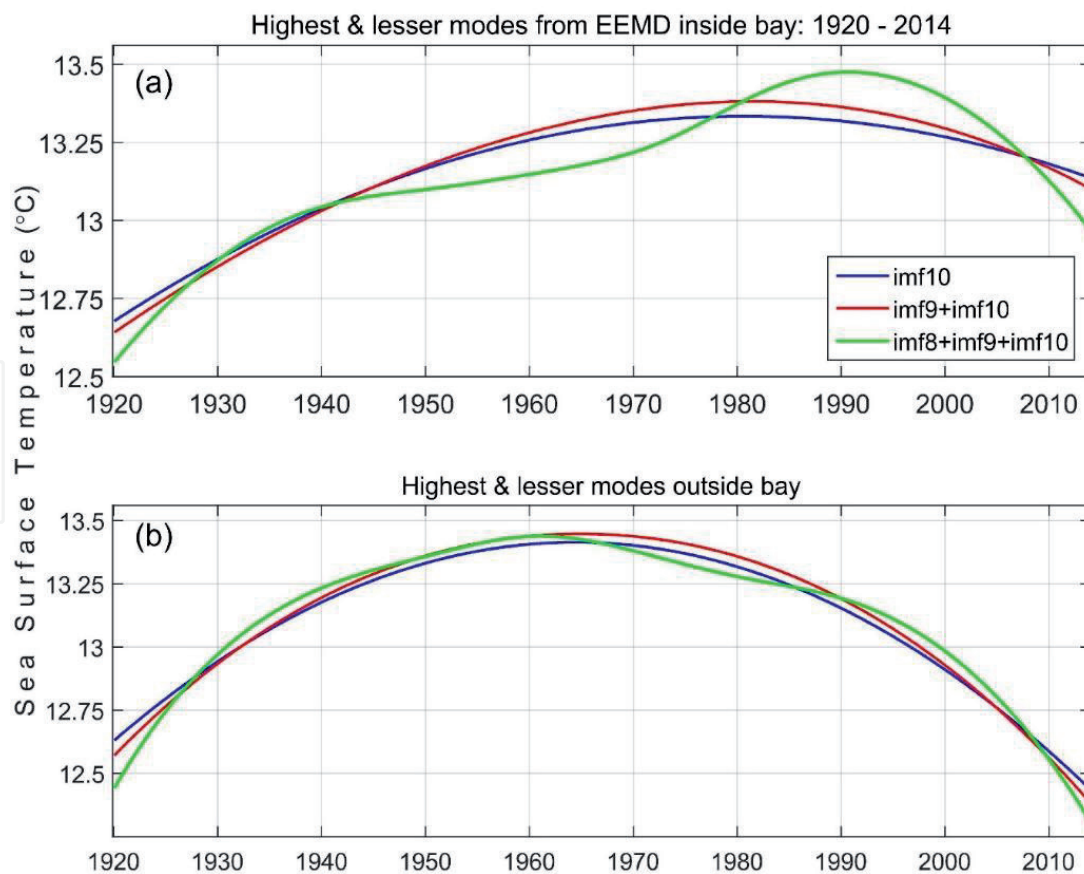 Highest & lesser modes from EEMD inside bay: 1920 - 2014
(a)
13.5
13.25
13
12.75
12.5
imf10
imf9+imf10
imf8+imf9+imf10
1920 1930 1940 1950 1960 1970 1980 1990 2000 2010
Sea Surface Temperature (°C)
Highest & lesser modes outside bay
(b)
13.5
13.25
13
12.75
12.5
1920 1930 1940 1950 1960 1970 1980 1990 2000 2010